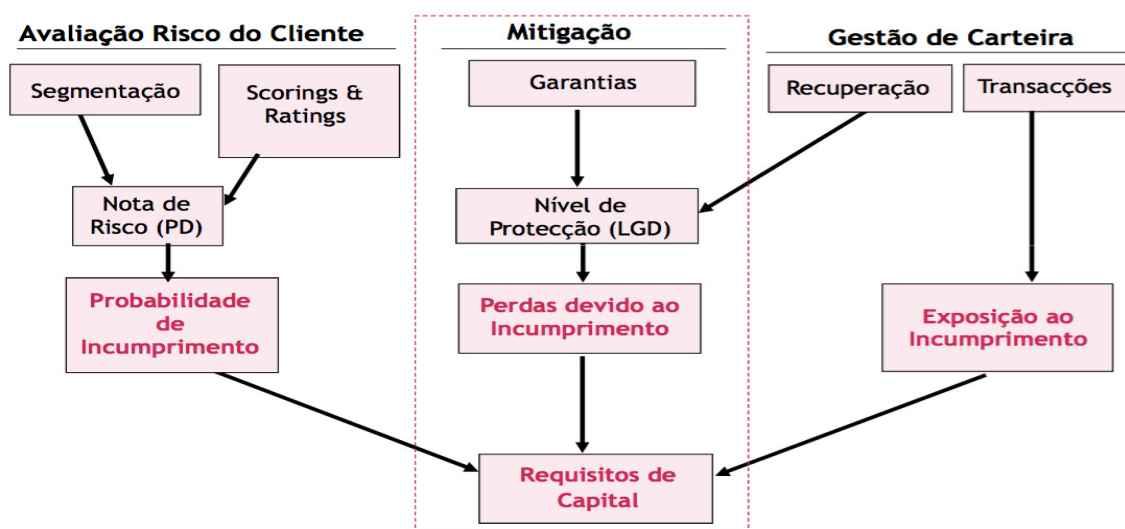 Avaliação Risco do Cliente
Mitigação
Gestão de Carteira
Segmentação
Scorings &
Ratings
Garantias
Recuperação
Transacções
Nota de
Risco (PD)
Nível de
Protecção (LGD)
Probabilidade
de
Incumprimento
Perdas devido ao
Incumprimento
Exposição ao
Incumprimento
Requisitos de
Capital